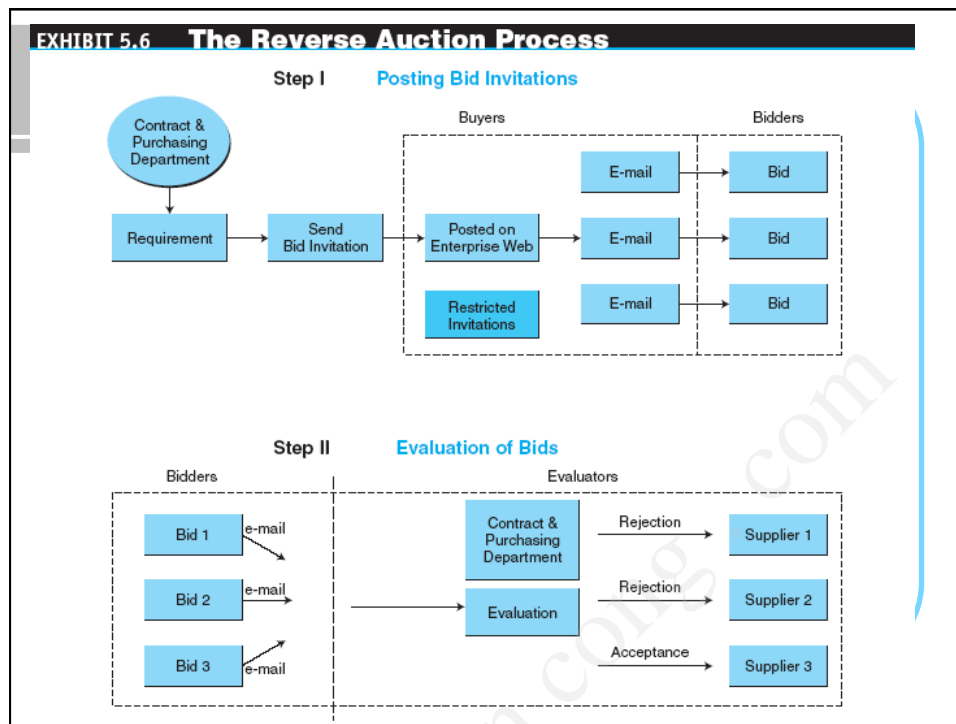 EXHIBIT 5.6 The Reverse Auction Process
Step I Posting Bid Invitations
Buyers
Bidders
Contract &
Purchasing
Department
Requirement
Send
Bid Invitation
Posted on
Enterprise Web
Restricted
Invitations
E-mail
Bid
E-mail
Bid
E-mail
Bid
Step II Evaluation of Bids
Bidders
Evaluators
Bid 1
e-mail
Bid 2
e-mail
Bid 3
e-mail
Contract &
Purchasing
Department
Evaluation
Rejection
Supplier 1
Rejection
Supplier 2
Acceptance
Supplier 3
cong . com